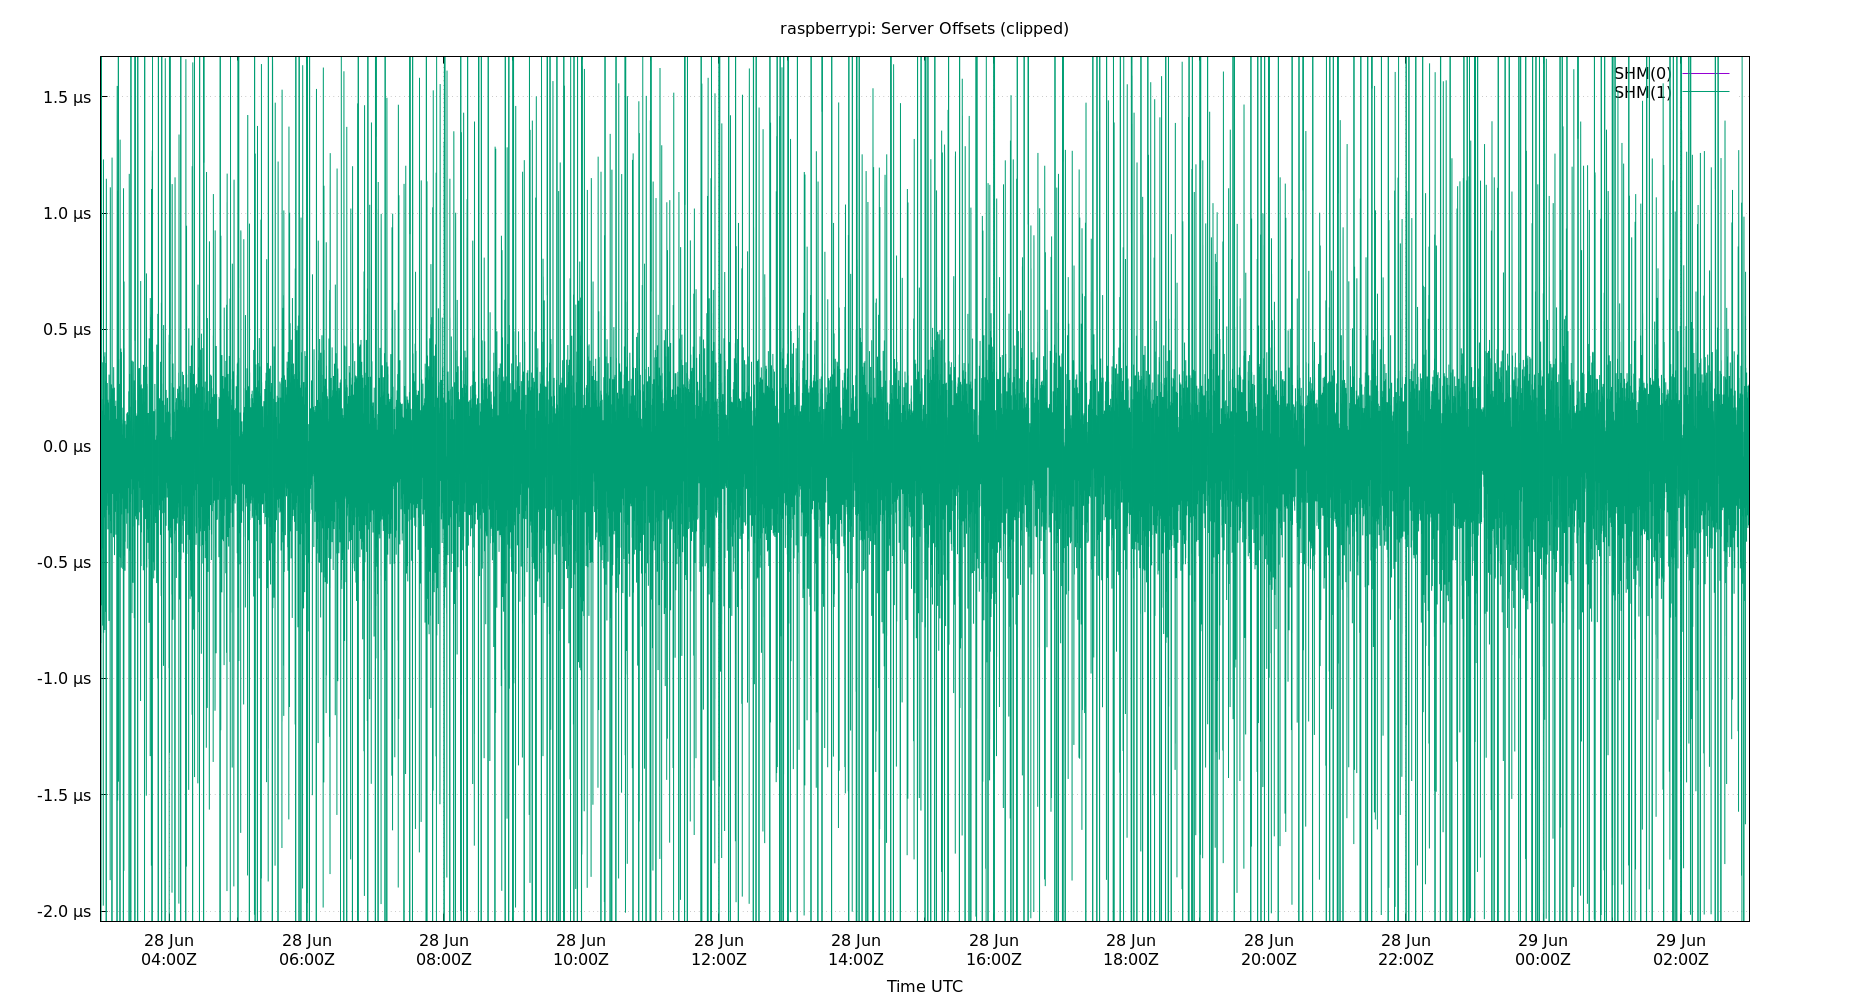 raspberrypi: Server Offsets (clipped)
SHM(0)
SHM(1)
1.5 µs
1.0 µs
0.5 µs
0.0 µs
-0.5 µs
-1.0 µs
-1.5 µs
-2.0 µs
28 Jun 28 Jun 28 Jun 28 Jun 28 Jun 28 Jun 28 Jun 28 Jun 28 Jun 28 Jun 29 Jun 29 Jun
04:00Z 06:00Z 08:00Z 10:00Z 12:00Z 14:00Z 16:00Z 18:00Z 20:00Z 22:00Z 00:00Z 02:00Z
Time UTC